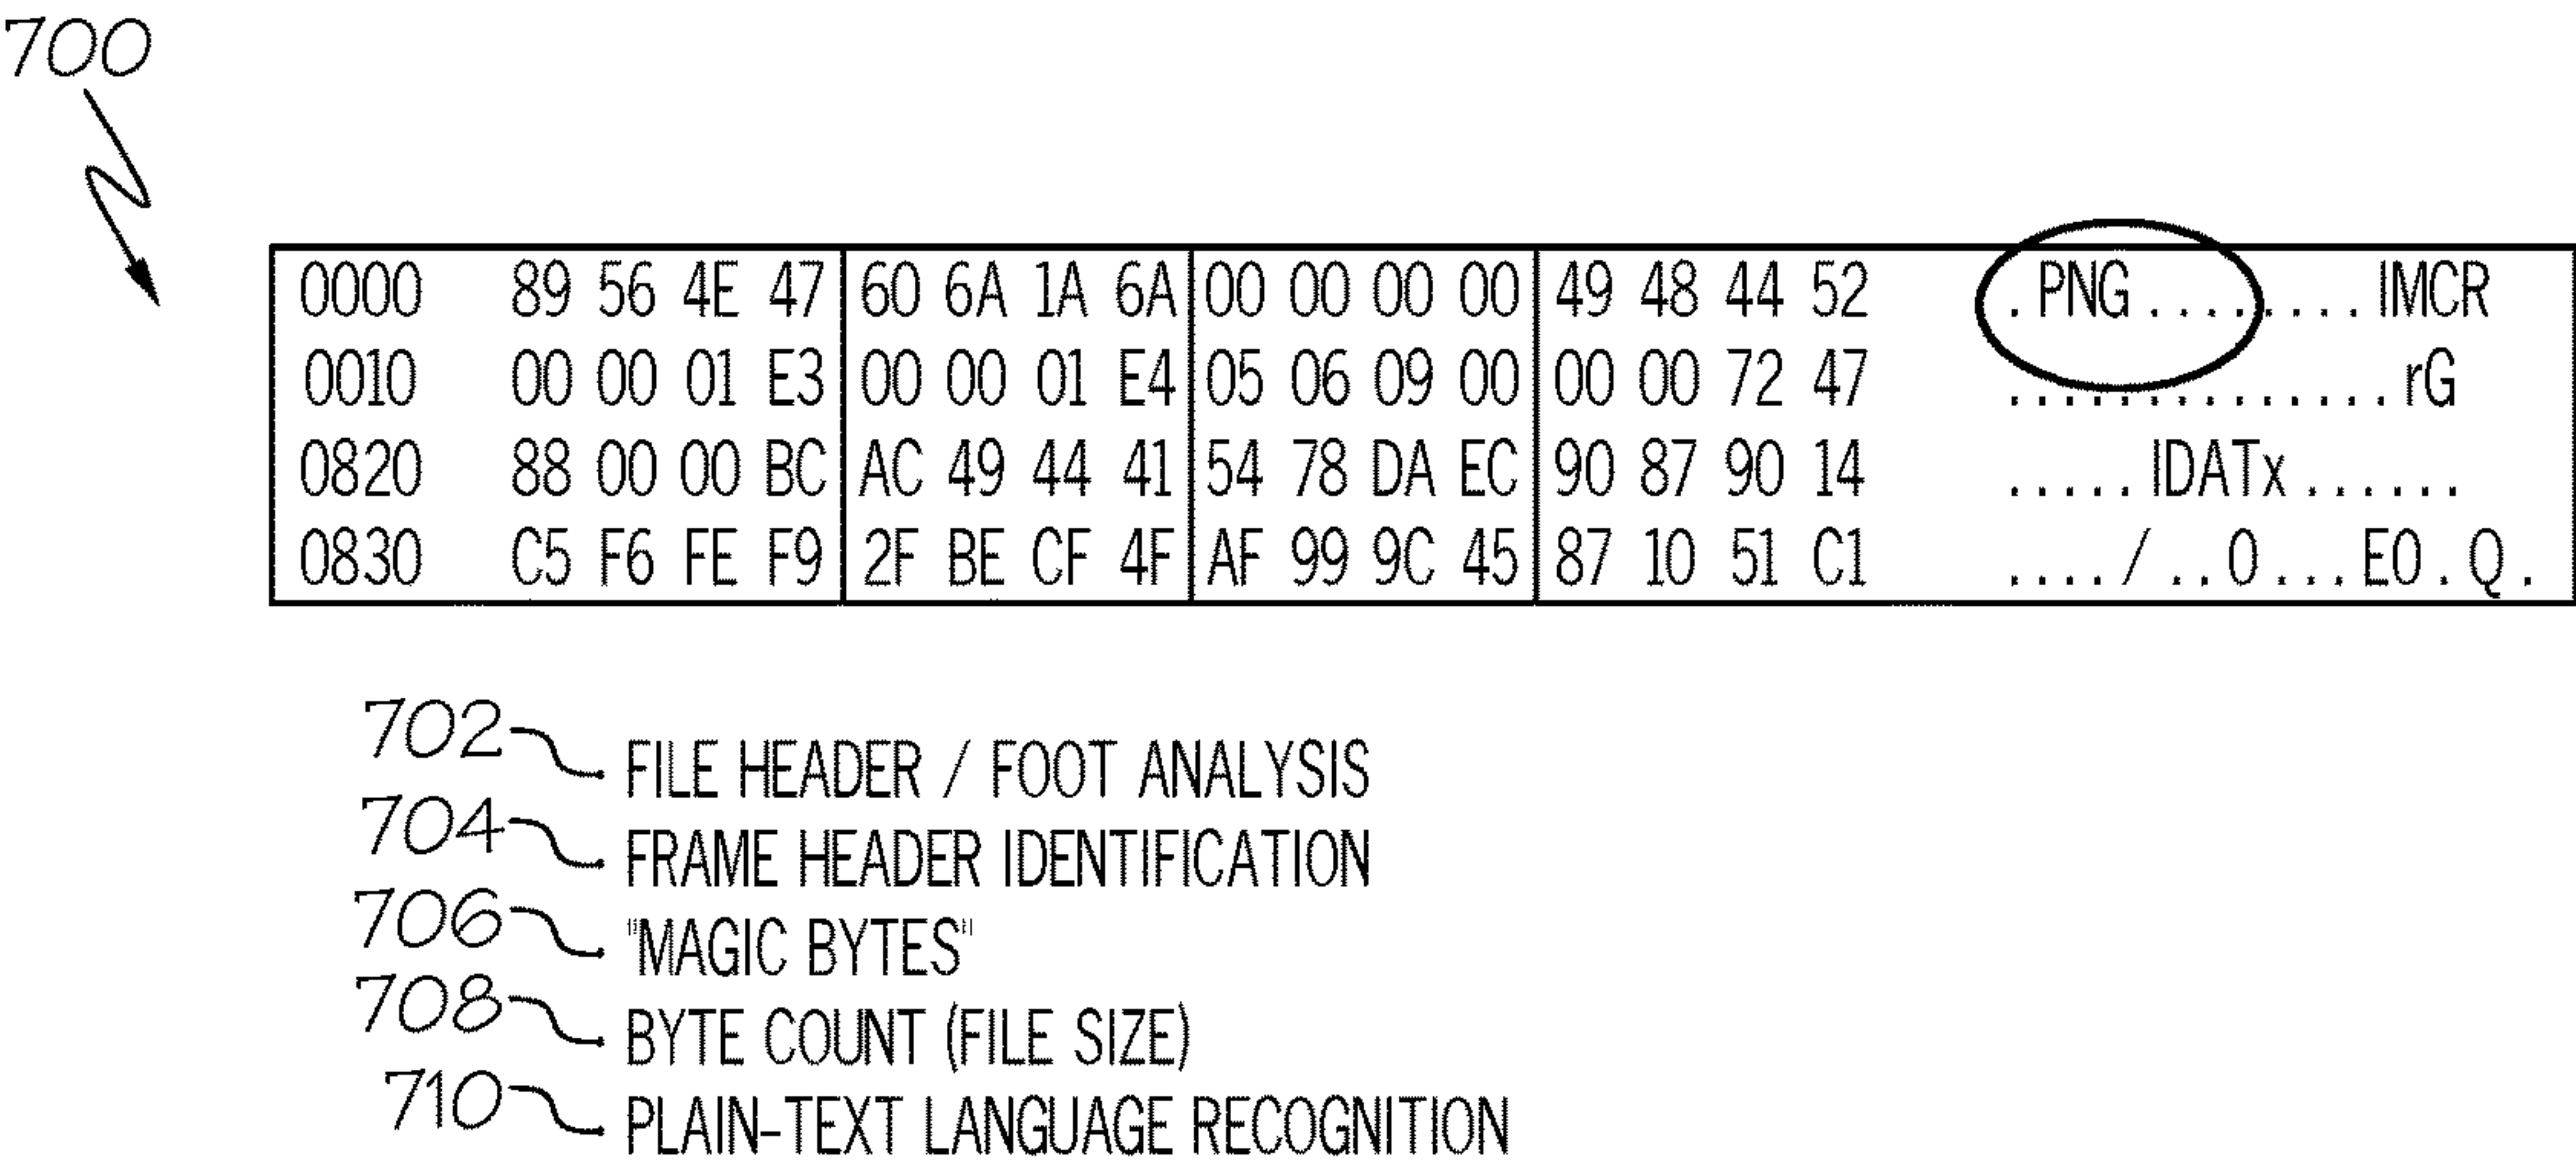 700
0000 89 56 4E 47 60 6A 1A 6A 00 00 00 00 49 48 44 52 . PNG . . . . . . . . IMCR
0010 00 00 01 E3 00 00 01 E4 05 06 09 00 00 00 72 47 . . . . . . . . . . . . . . rG
0820 88 00 00 BC AC 49 44 41 54 78 DA EC 90 87 90 14 . . . . . IDATx . . . . . .
0830 C5 F6 FE F9 2F BE CF 4F AF 99 9C 45 87 10 51 C1 . . . . / . . O . . . EO . Q .
702 FILE HEADER / FOOT ANALYSIS
704 FRAME HEADER IDENTIFICATION
706 "MAGIC BYTES"
708 BYTE COUNT (FILE SIZE)
710 PLAIN-TEXT LANGUAGE RECOGNITION